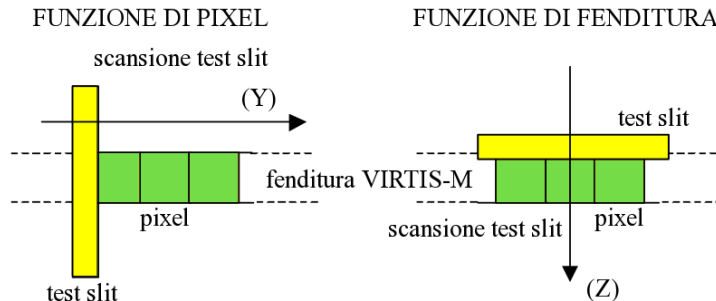 FUNZIONE DI PIXEL
scansione test slit
(Y)
pixel
test slit
fenditura VIRTIS-M
FUNZIONE DI FENDITURA
test slit
scansione test slit
pixel
(Z)